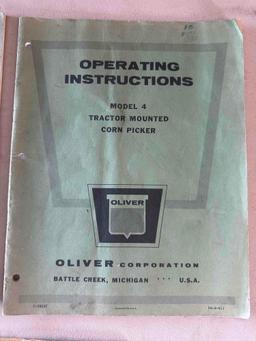 OPERATING
INSTRUCTIONS
MODEL 4
TRACTOR MOUNTED
CORN PICKER
OLIVER
OLIVER CORPORATION
BATTLE CREEK, MICHIGAN ··· U.S.A.